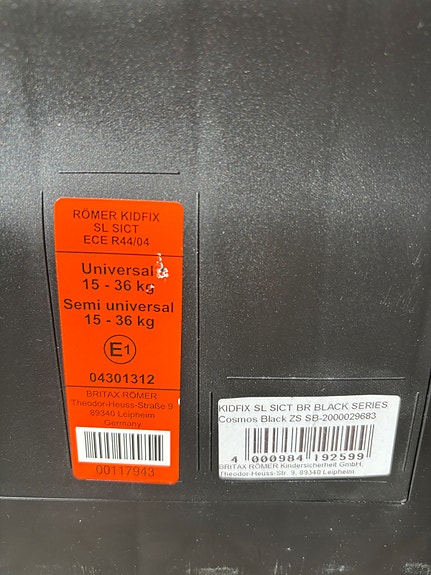 RÖMER KIDFIX
SL SICT
ECE R44/04
Universal
15 - 36 kg
Semi universal
15 - 36 kg
E1
04301312
BRITAX RÖMER
Theodor-Heuss-Straße 9
89340 Leipheim
Germany
00117943
KIDFIX SL SICT BR BLACK SERIES
Cosmos Black ZS SB-2000029683
4 000984 192599
BRITAX RÖMER Kindersicherheit GmbH,
Theodor-Heuss-Str. 9, 89340 Leipheim